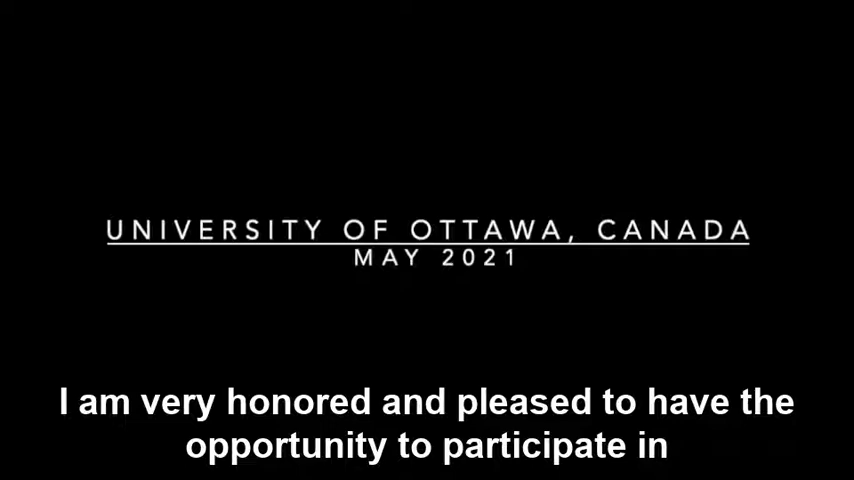 UNIVERSITY OF OTTAWA, CANADA
MAY 2021
I am very honored and pleased to have the
opportunity to participate in